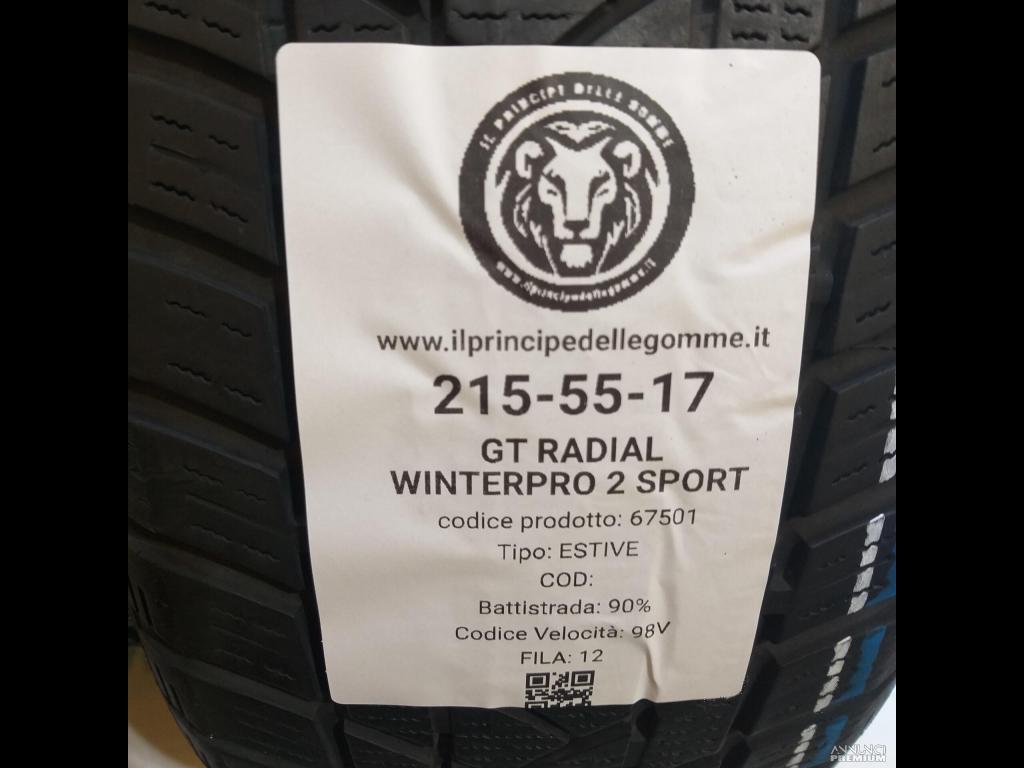 IL PRINCIPE DELLE GOMME
www.ilprincipedellegomme.it
www.ilprincipedellegomme.it
215-55-17
GT RADIAL
WINTERPRO 2 SPORT
codice prodotto: 67501
Tipo: ESTIVE
COD:
Battistrada: 90%
Codice Velocità: 98V
FILA: 12
ANNUNCI
PREMIUM